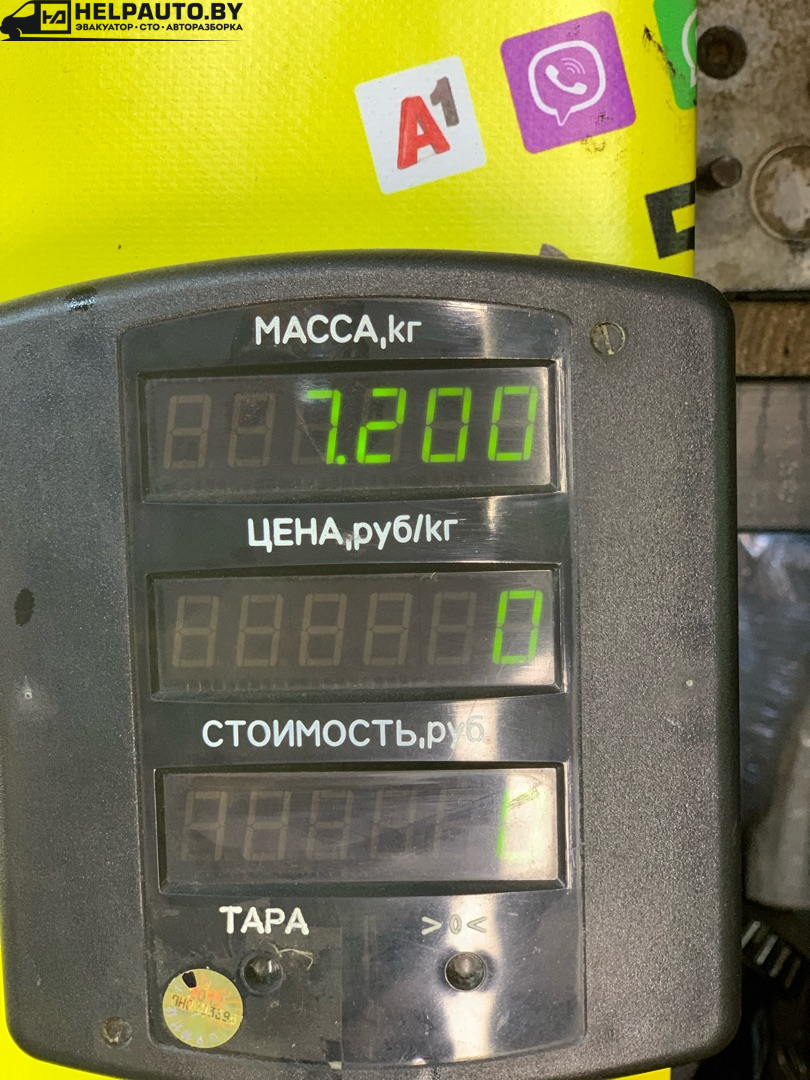 HELPAUTO.BY
ЭВАКУАТОР · СТО · АВТОРАЗБОРКА
A1
МАССА,кг
7.200
ЦЕНА,руб/кг
0
СТОИМОСТЬ,руб.
ТАРА
>0<